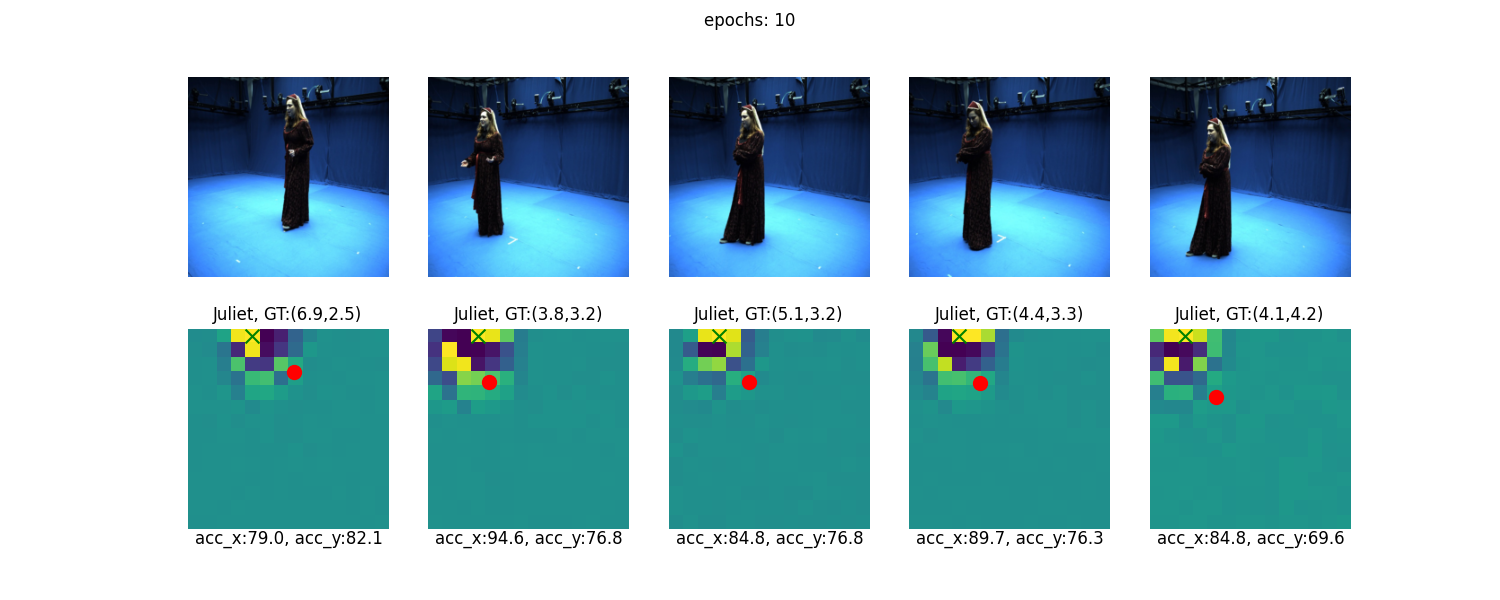 epochs: 10
Juliet, GT:(6.9,2.5)
Juliet, GT:(3.8,3.2)
Juliet, GT:(5.1,3.2)
Juliet, GT:(4.4,3.3)
Juliet, GT:(4.1,4.2)
acc_x:79.0, acc_y:82.1
acc_x:94.6, acc_y:76.8
acc_x:84.8, acc_y:76.8
acc_x:89.7, acc_y:76.3
acc_x:84.8, acc_y:69.6